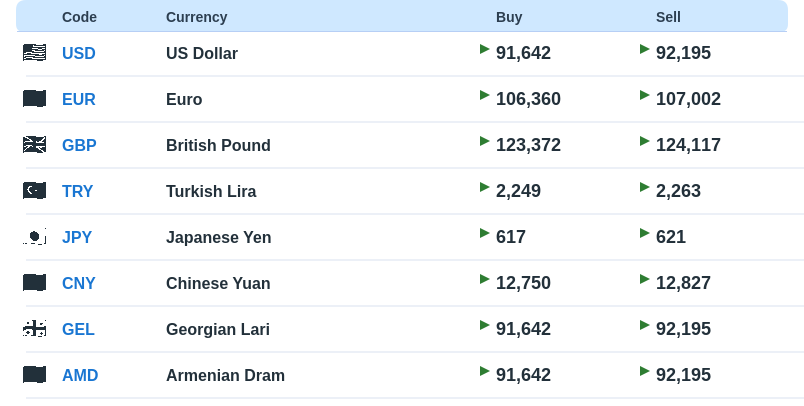 Code Currency Buy Sell
USD US Dollar 91,642 92,195
EUR Euro 106,360 107,002
GBP British Pound 123,372 124,117
TRY Turkish Lira 2,249 2,263
JPY Japanese Yen 617 621
CNY Chinese Yuan 12,750 12,827
GEL Georgian Lari 91,642 92,195
AMD Armenian Dram 91,642 92,195